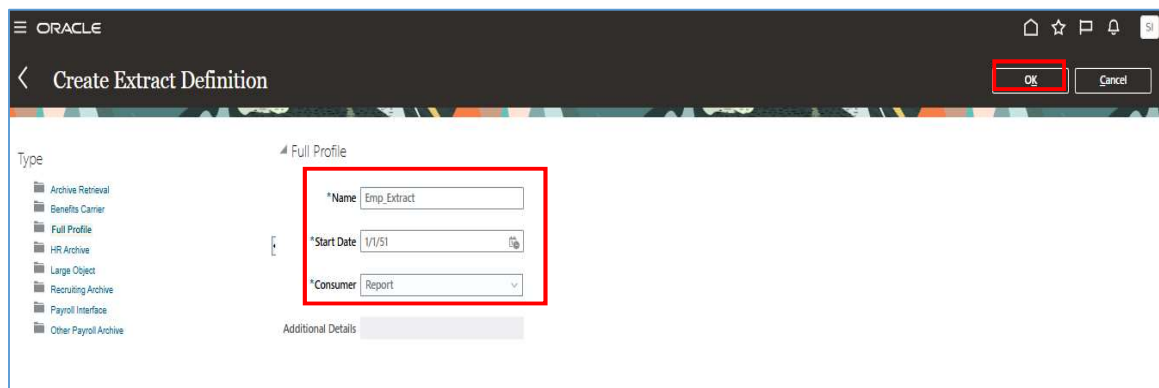 ORACLE
SI
Create Extract Definition
OK
Cancel
Type
Archive Retrieval
Benefits Carrier
Full Profile
HR Archive
Large Object
Recruiting Archive
Payroll Interface
Other Payroll Archive
Full Profile
*Name Emp_Extract
*Start Date 1/1/51
*Consumer Report
Additional Details